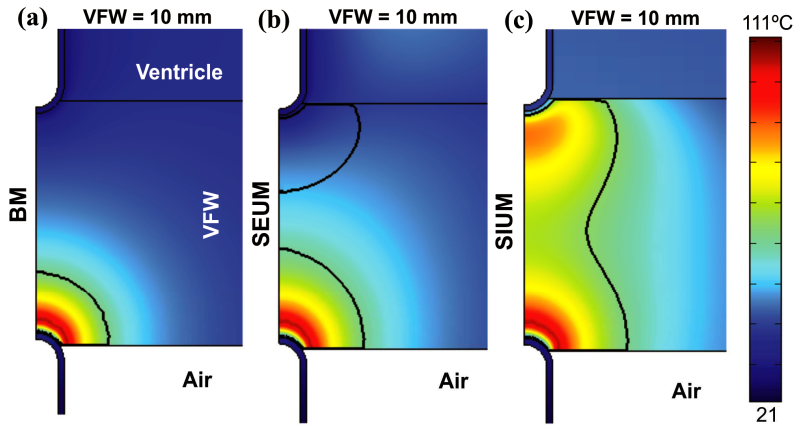 (a) VFW = 10 mm
(b) VFW = 10 mm
(c) VFW = 10 mm
111ºC
Ventricle
BM
VFW
SEUM
SIUM
Air
Air
Air
21